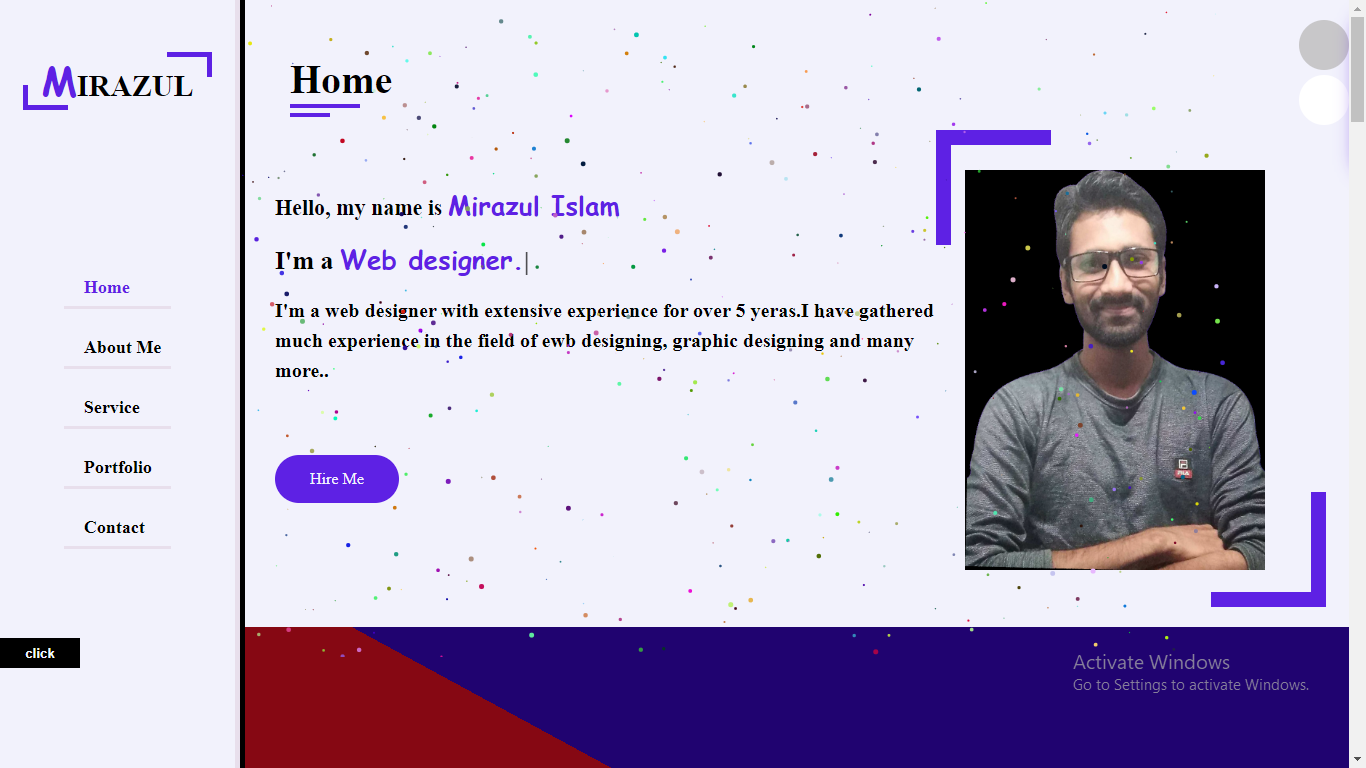 MIRAZUL
Home
About Me
Service
Portfolio
Contact
click
Home
Hello, my name is Mirazul Islam
I'm a Web designer.|
I'm a web designer with extensive experience for over 5 yeras.I have gathered
much experience in the field of ewb designing, graphic designing and many
more..
Hire Me
Activate Windows
Go to Settings to activate Windows.